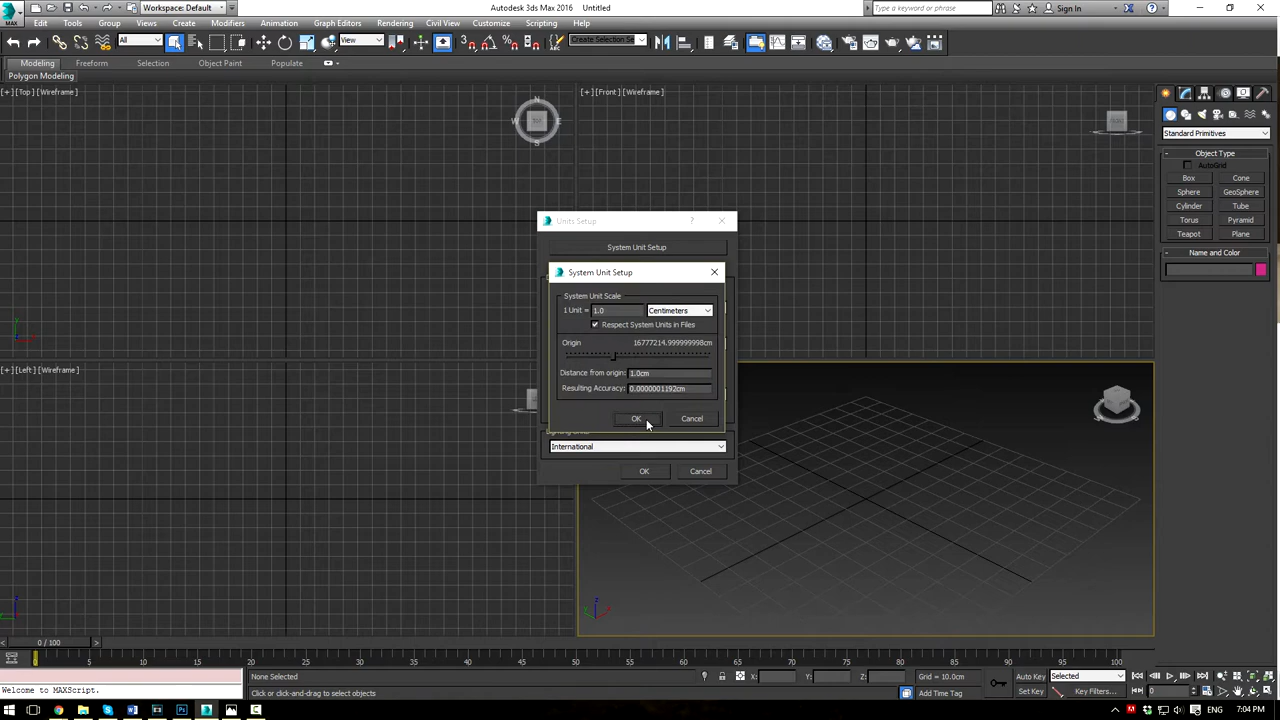 MAX
Workspace: Default
Autodesk 3ds Max 2016 Untitled
Type a keyword or phrase
Sign In
Edit Tools Group Views Create Modifiers Animation Graph Editors Rendering Civil View Customize Scripting Help
All View Create Selection Se
Modeling Freeform Selection Object Paint Populate
Polygon Modeling
[+] [Top] [Wireframe]
[+] [Front] [Wireframe]
N
W E
S
Standard Primitives
- Object Type
AutoGrid
Box Cone
Sphere GeoSphere
Cylinder Tube
Torus Pyramid
Teapot Plane
- Name and Color
Units Setup ?
System Unit Setup
System Unit Setup
System Unit Scale
1 Unit = 1.0 Centimeters
Respect System Units in Files
Origin 16777214.999999998cm
Distance from origin: 1.0cm
Resulting Accuracy: 0.0000001192cm
OK Cancel
International
OK Cancel
[+] [Left] [Wireframe]
0 / 100
0 5 10 15 20 25 30 35 40 45 50 55 60 65 70 75 80 85 90 95 100
None Selected
X: Y: Z: Grid = 10.0cm
Auto Key Selected
Welcome to MAXScript.
Click or click-and-drag to select objects
Add Time Tag
Set Key Key Filters...
0
ENG 7:04 PM